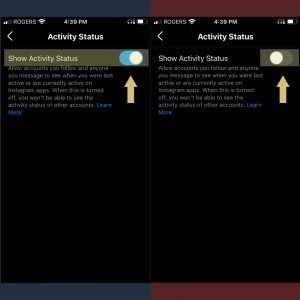 ROGERS 4:39 PM
Activity Status
Show Activity Status
Allow accounts you follow and anyone
you message to see when you were last
active or are currently active on
Instagram apps. When this is turned
off, you won't be able to see the
activity status of other accounts. Learn
More
ROGERS 4:39 PM
Activity Status
Show Activity Status
Allow accounts you follow and anyone
you message to see when you were last
active or are currently active on
Instagram apps. When this is turned
off, you won't be able to see the
activity status of other accounts. Learn
More